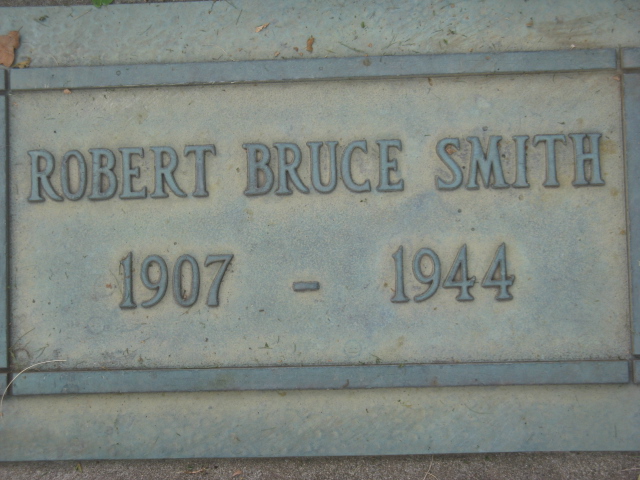 ROBERT BRUCE SMITH
1907 - 1944